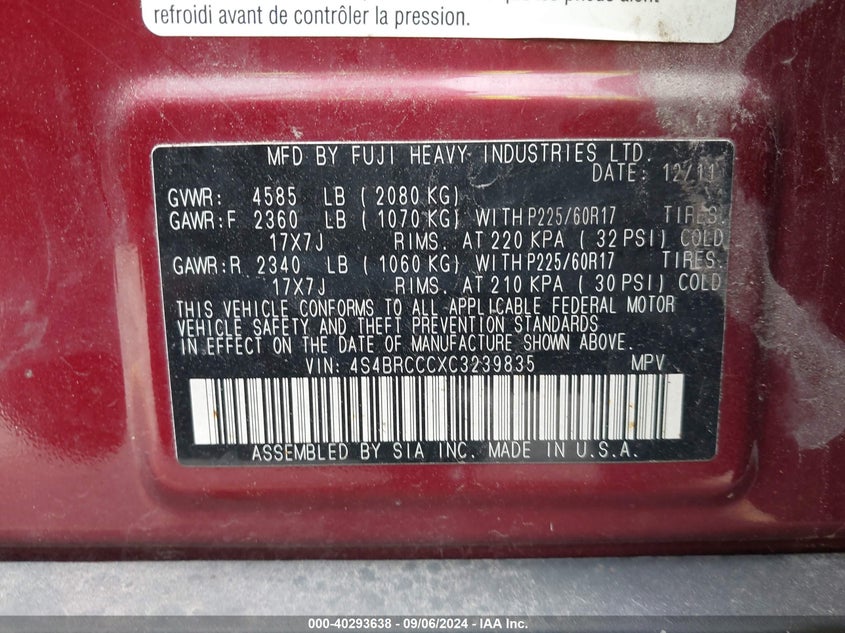 refroidi avant de contrôler la pression.
MFD BY FUJI HEAVY INDUSTRIES LTD.
DATE: 12/11
GVWR: 4585 LB ( 2080 KG)
GAWR:F 2360 LB ( 1070 KG) WITH P225/60R17 TIRES.
17X7J RIMS. AT 220 KPA ( 32 PSI) COLD
GAWR:R 2340 LB ( 1060 KG) WITH P225/60R17 TIRES.
17X7J RIMS. AT 210 KPA ( 30 PSI) COLD
THIS VEHICLE CONFORMS TO ALL APPLICABLE FEDERAL MOTOR
VEHICLE SAFETY AND THEFT PREVENTION STANDARDS
IN EFFECT ON THE DATE OF MANUFACTURE SHOWN ABOVE.
VIN: 4S4BRCCCXC3239835 MPV
ASSEMBLED BY SIA INC. MADE IN U.S.A.
000-40293638 - 09/06/2024 - IAA Inc.